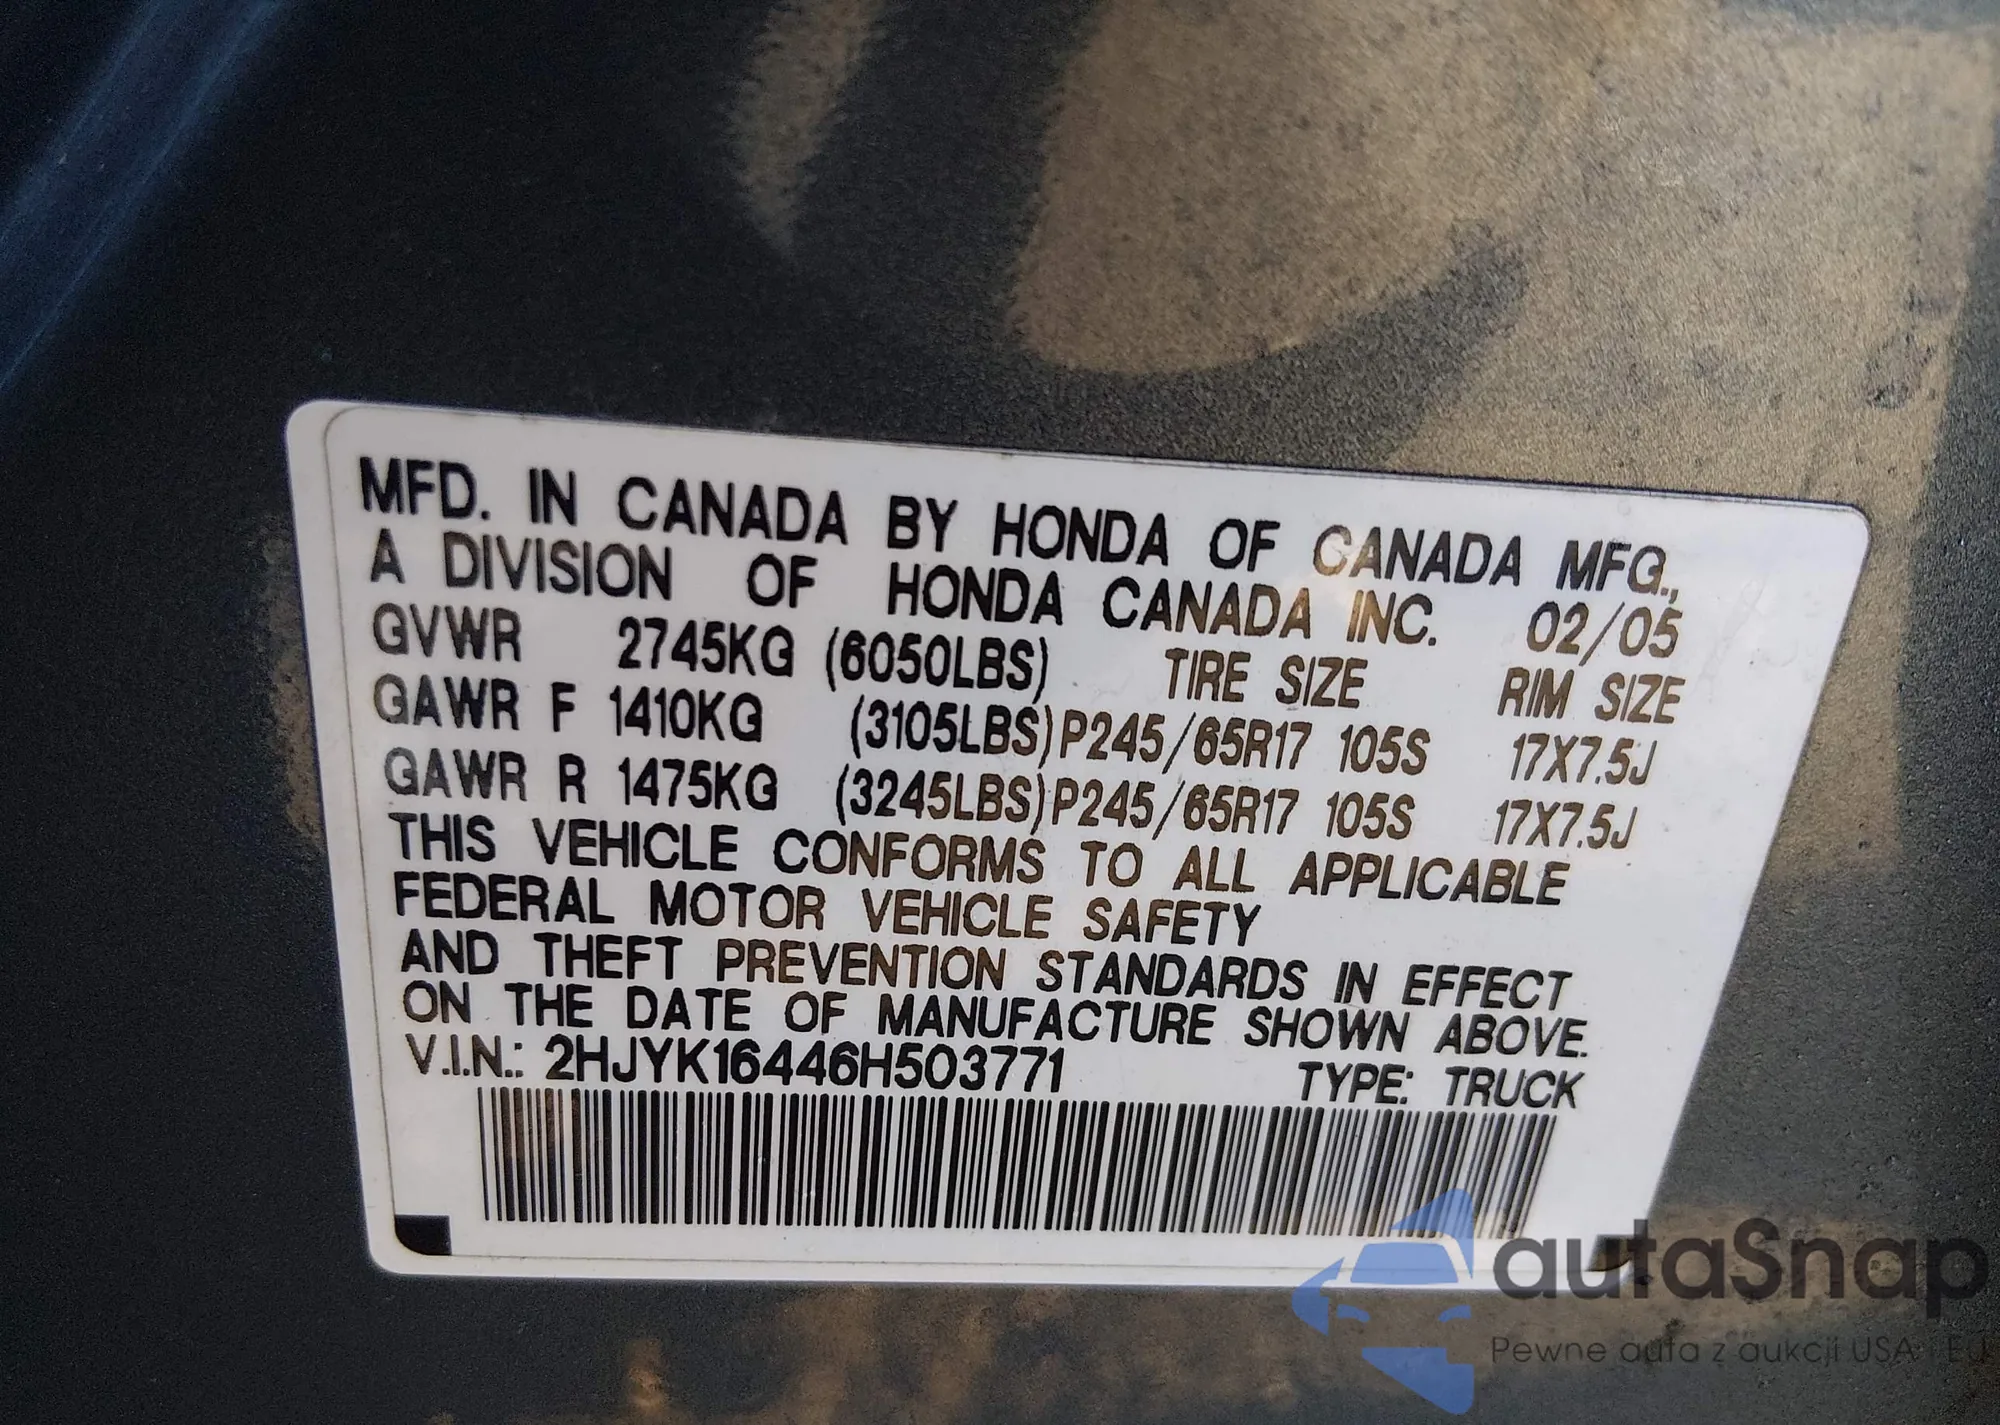 MFD. IN CANADA BY HONDA OF CANADA MFG.,
A DIVISION OF HONDA CANADA INC. 02/05
GVWR 2745KG (6050LBS) TIRE SIZE RIM SIZE
GAWR F 1410KG (3105LBS) P245/65R17 105S 17X7.5J
GAWR R 1475KG (3245LBS) P245/65R17 105S 17X7.5J
THIS VEHICLE CONFORMS TO ALL APPLICABLE
FEDERAL MOTOR VEHICLE SAFETY
AND THEFT PREVENTION STANDARDS IN EFFECT
ON THE DATE OF MANUFACTURE SHOWN ABOVE.
V.I.N.: 2HJYK16446H503771 TYPE: TRUCK
autaSnap
Pewne auta z aukcji USA i EU